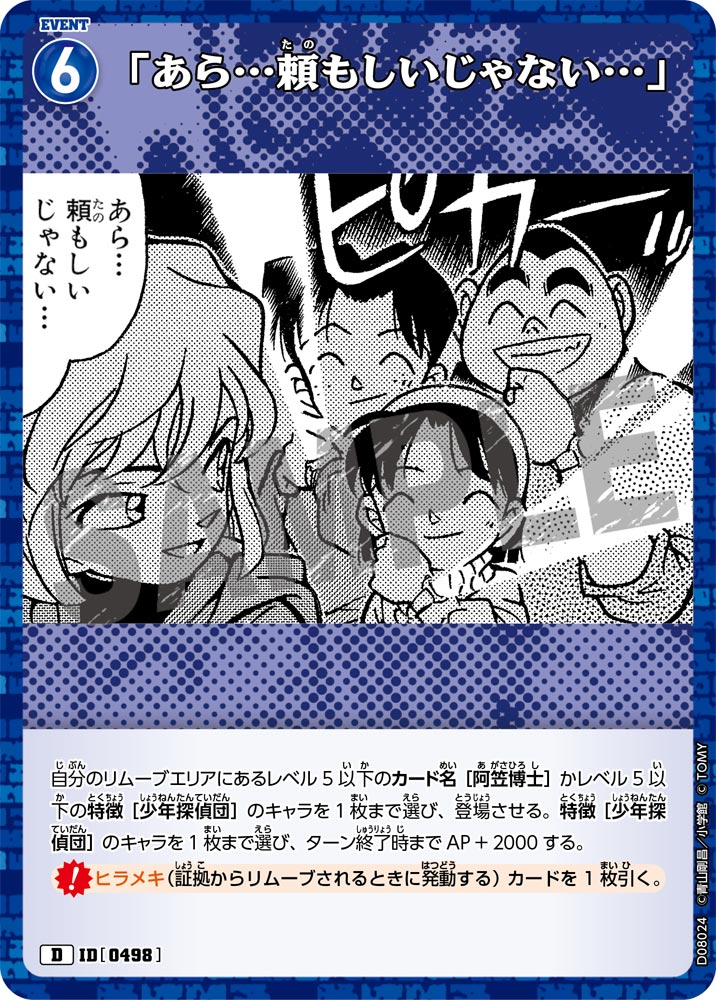 EVENT
6
「あら…頼もしいじゃない…」
たの
あら…
頼もしい
たの
じゃない…
ピカーッ
SAMPLE
自分のリムーブエリアにあるレベル5以下のカード名［阿笠博士］かレベル5以
下の特徴［少年探偵団］のキャラを1枚まで選び、登場させる。特徴［少年探
偵団］のキャラを1枚まで選び、ターン終了時までAP+2000する。
ヒラメキ(証拠からリムーブされるときに発動する) カードを1枚引く。
D ID[0498]
D08024 ©青山剛昌／小学館 © TOMY